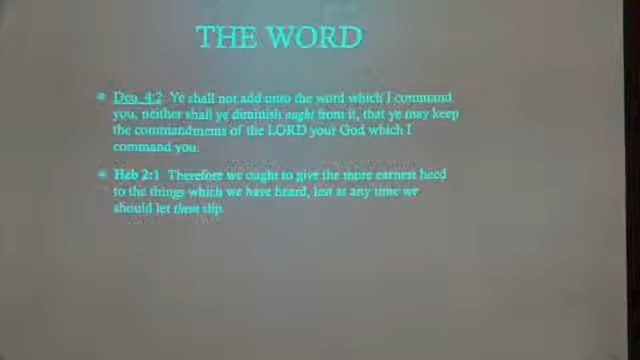 THE WORD
Deu. 4:2 Ye shall not add unto the word which I command
you, neither shall ye diminish ought from it, that ye may keep
the commandments of the LORD your God which I
command you.
Heb 2:1 Therefore we ought to give the more earnest heed
to the things which we have heard, lest at any time we
should let them slip.